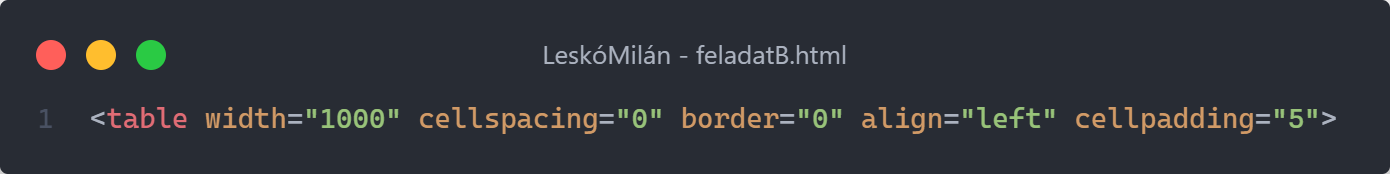 LeskóMilán - feladatB.html
1 <table width="1000" cellspacing="0" border="0" align="left" cellpadding="5">